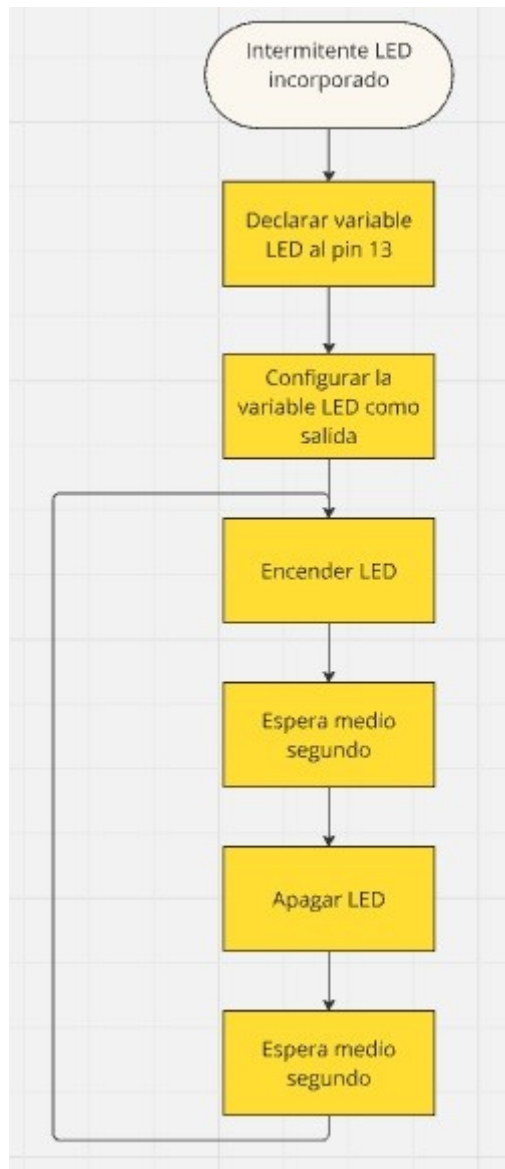 Intermitente LED
incorporado
Declarar variable
LED al pin 13
Configurar la
variable LED como
salida
Encender LED
Espera medio
segundo
Apagar LED
Espera medio
segundo